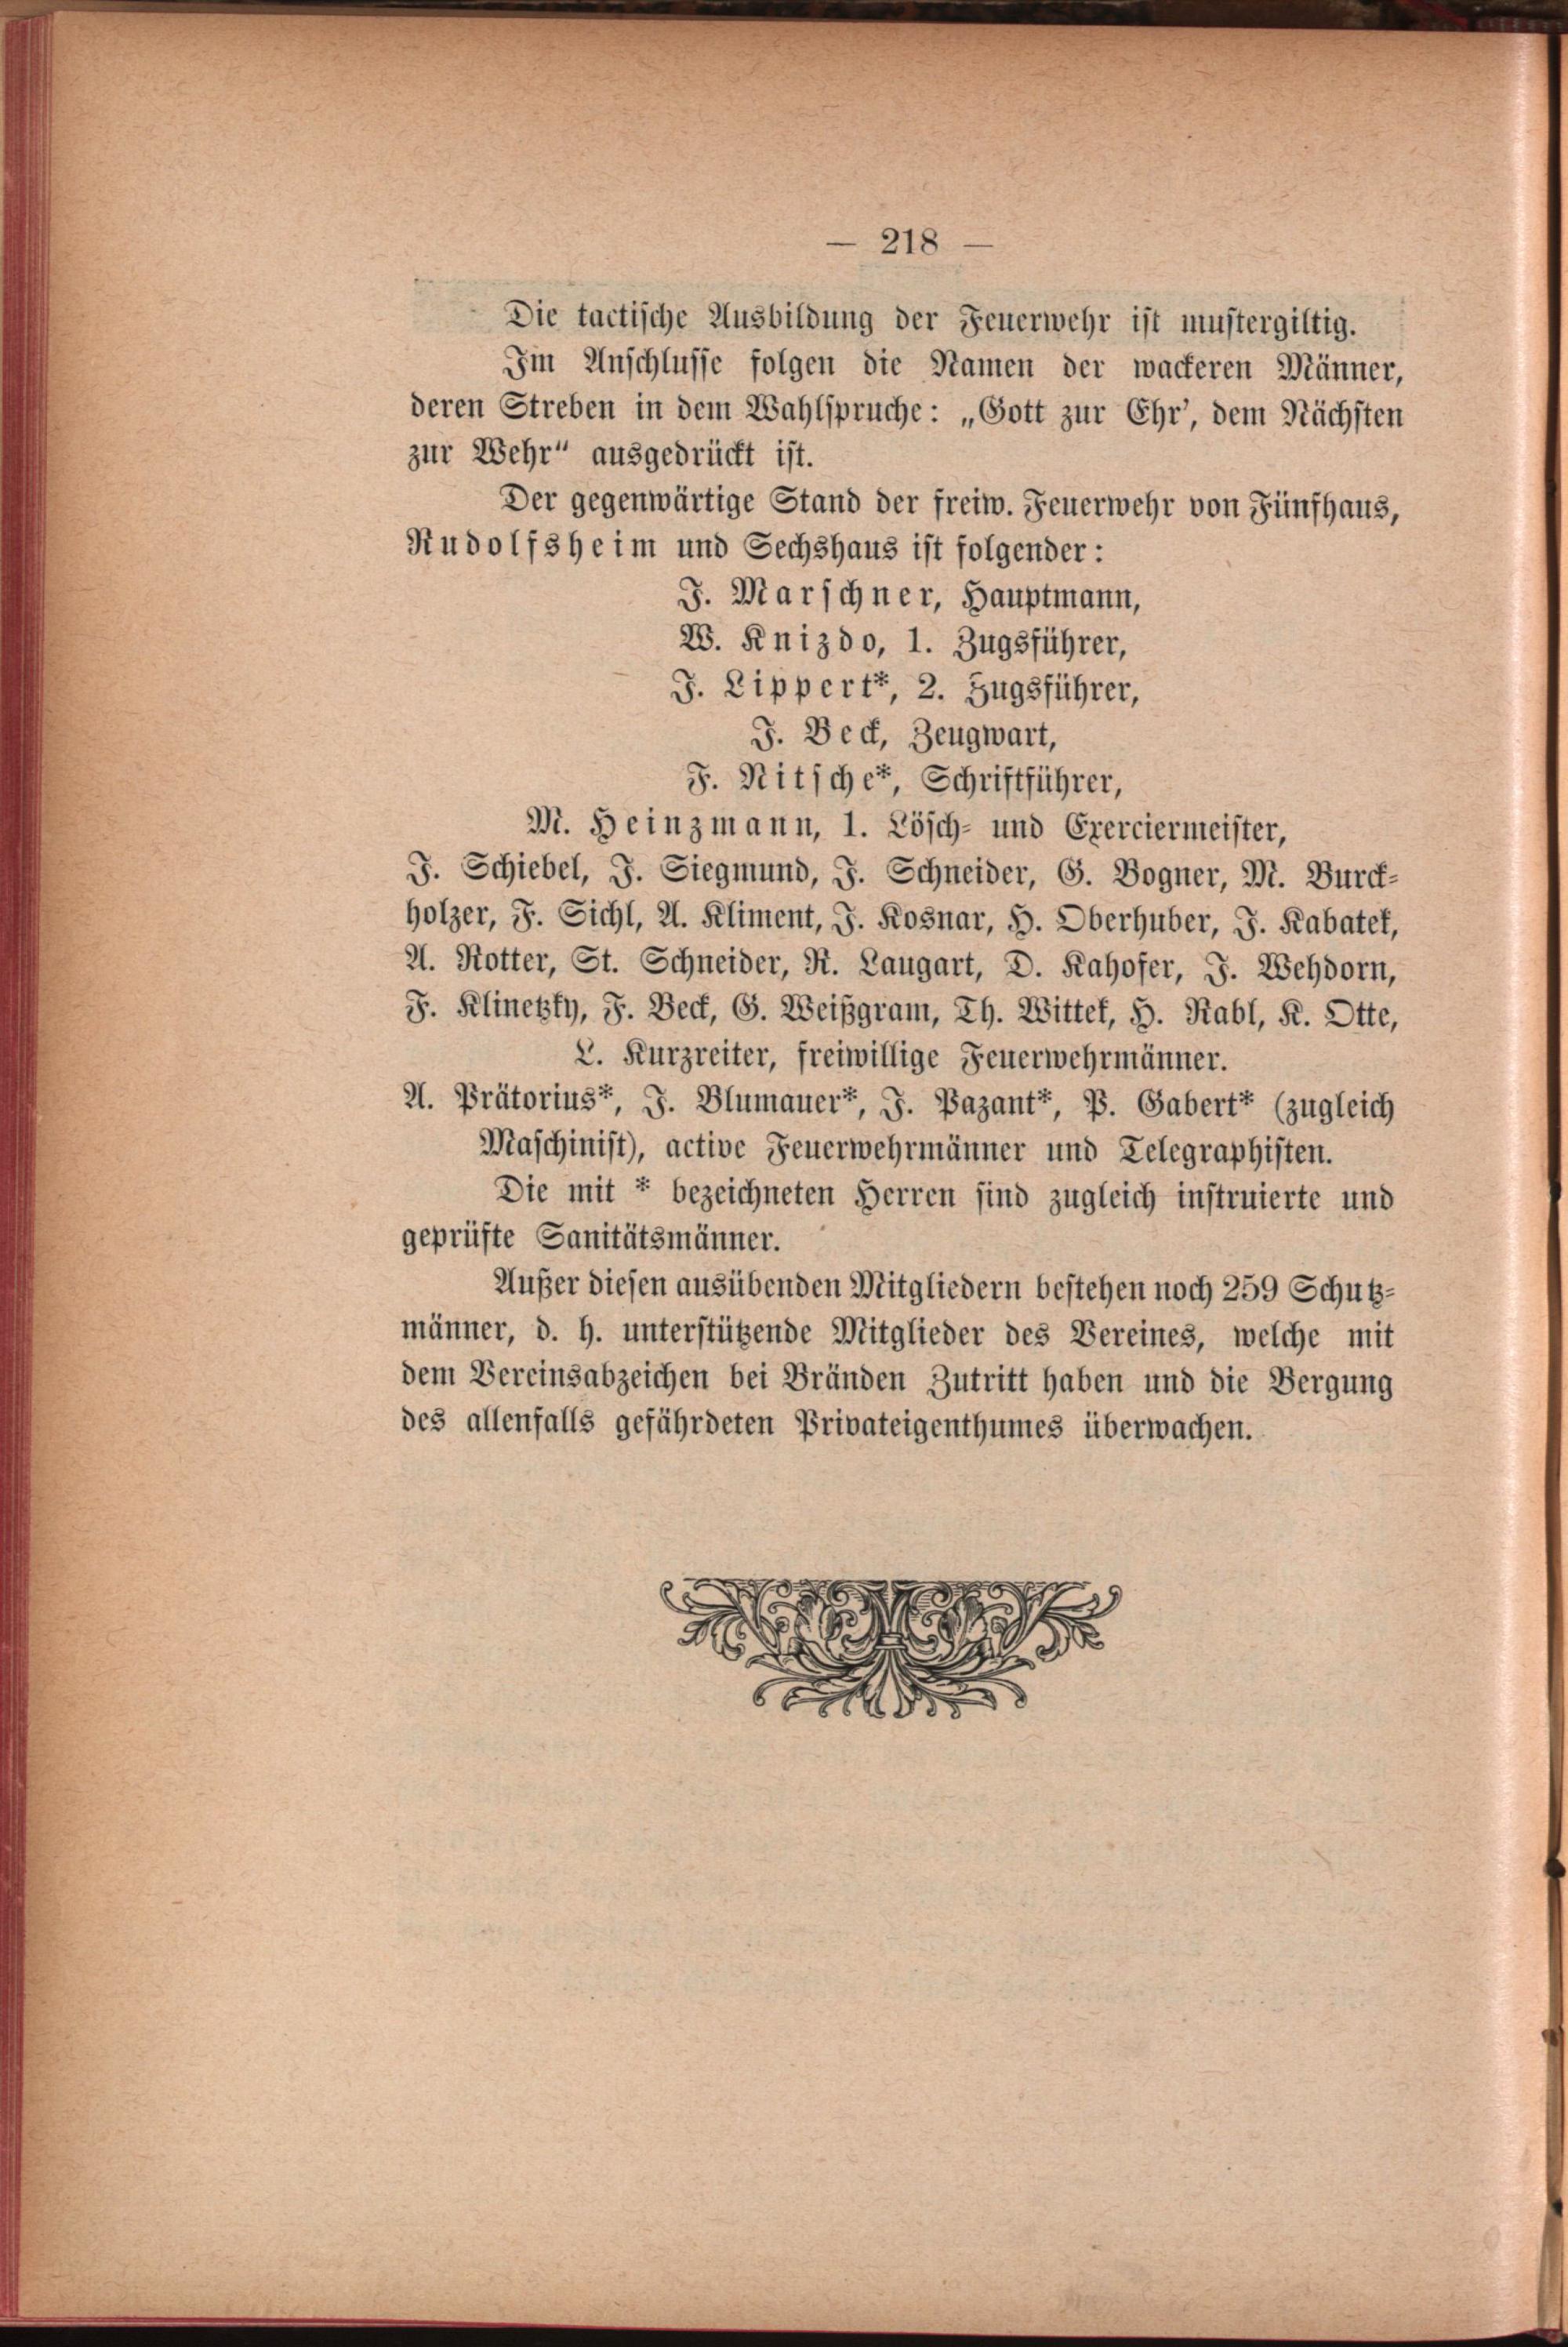 — 218 —
Die tactische Ausbildung der Feuerwehr ist mustergiltig.
Im Anschlusse folgen die Namen der wackeren Männer,
deren Streben in dem Wahlspruche: „Gott zur Ehr’, dem Nächsten
zur Wehr“ ausgedrückt ist.
Der gegenwärtige Stand der freiw. Feuerwehr von Fünfhaus,
Rudolfsheim und Sechshaus ist folgender:
J. Marschner, Hauptmann,
W. Knizdo, 1. Zugsführer,
J. Lippert*, 2. Zugsführer,
J. Beck, Zeugwart,
F. Nitsche*, Schriftführer,
M. Heinzmann, 1. Lösch- und Exerciermeister,
J. Schiebel, J. Siegmund, J. Schneider, G. Bogner, M. Burck-
holzer, F. Sichl, A. Kliment, J. Kosnar, H. Oberhuber, J. Kabatek,
A. Rotter, St. Schneider, R. Laugart, D. Kahofer, J. Wehdorn,
F. Klinetzky, F. Beck, G. Weißgram, Th. Wittek, H. Rabl, K. Otte,
L. Kurzreiter, freiwillige Feuerwehrmänner.
A. Prätorius*, J. Blumauer*, J. Pazant*, P. Gabert* (zugleich
Maschinist), active Feuerwehrmänner und Telegraphisten.
Die mit * bezeichneten Herren sind zugleich instruierte und
geprüfte Sanitätsmänner.
Außer diesen ausübenden Mitgliedern bestehen noch 259 Schutz-
männer, d. h. unterstützende Mitglieder des Vereines, welche mit
dem Vereinsabzeichen bei Bränden Zutritt haben und die Bergung
des allenfalls gefährdeten Privateigenthumes überwachen.